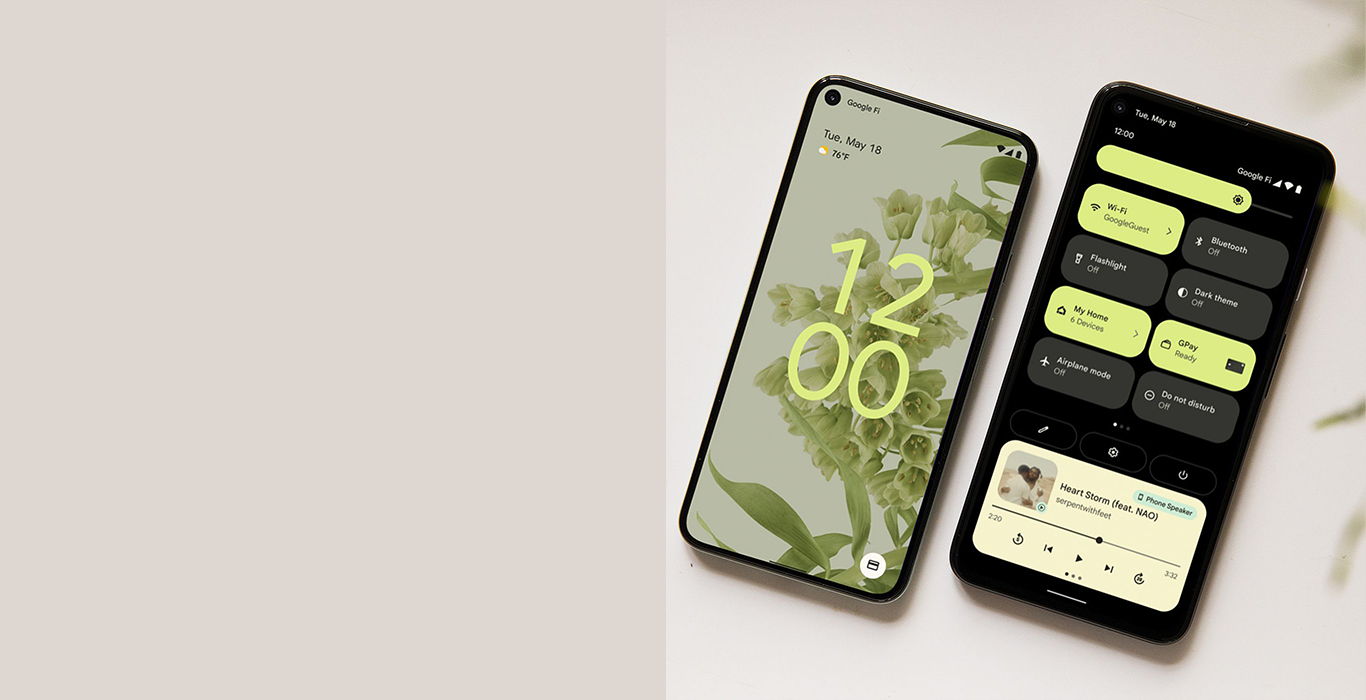 Google Fi
Tue, May 18
76°F
12
00
Tue, May 18
12:00
Google Fi
Wi-Fi
GoogleGuest
Bluetooth
Off
Flashlight
Off
Dark theme
Off
My Home
6 Devices
GPay
Ready
Airplane mode
Off
Do not disturb
Off
Heart Storm (feat. NAO)
serpentwithfeet
Phone Speaker
2:20
3:32